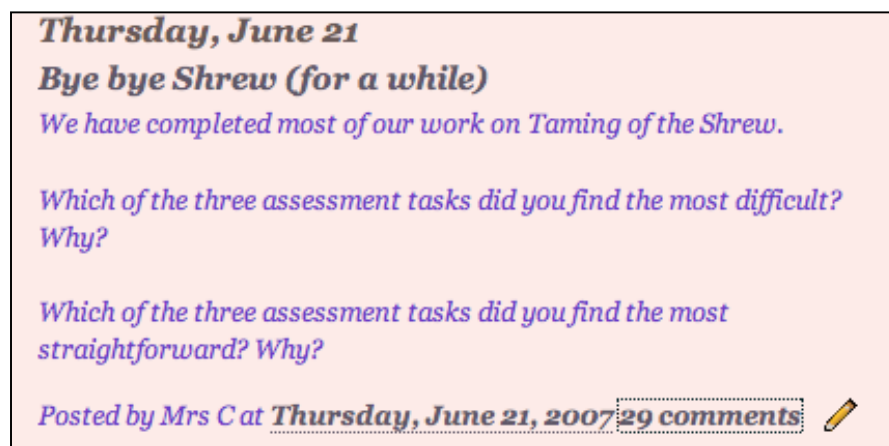 Thursday, June 21
Bye bye Shrew (for a while)
We have completed most of our work on Taming of the Shrew.
Which of the three assessment tasks did you find the most difficult?
Why?
Which of the three assessment tasks did you find the most
straightforward? Why?
Posted by Mrs C at Thursday, June 21, 2007 29 comments